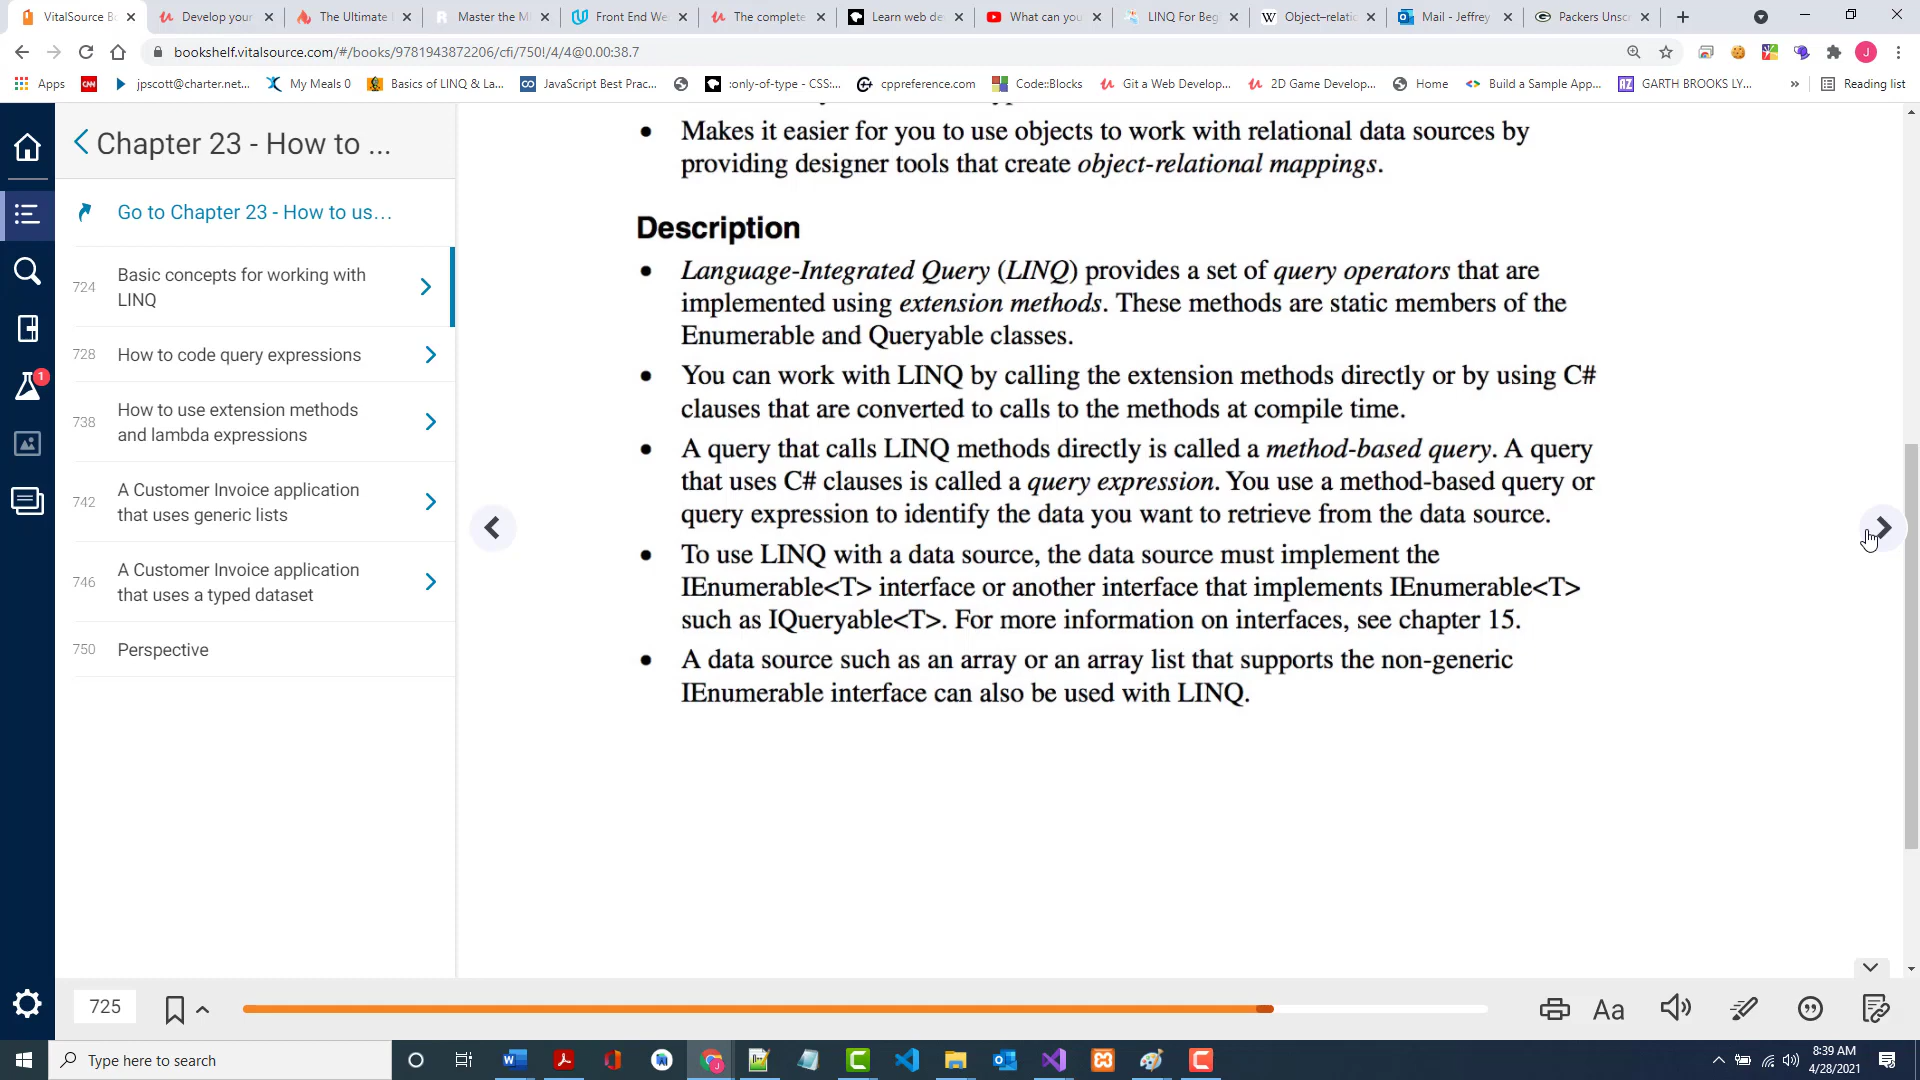 VitalSource Bo
Develop your
The Ultimate
Master the M
Front End We
The complete
Learn web de
What can you
LINQ For Beg
Object–relatio
Mail - Jeffrey
Packers Unsc
bookshelf.vitalsource.com/#/books/9781943872206/cfi/750!/4/4@0.00:38.7
Apps
CNN
jpscott@charter.net...
My Meals 0
Basics of LINQ & La...
JavaScript Best Prac...
:only-of-type - CSS:...
cppreference.com
Code::Blocks
Git a Web Develop...
2D Game Develop...
Home
Build a Sample App...
GARTH BROOKS LY...
Reading list
Chapter 23 - How to ...
Go to Chapter 23 - How to us...
724 Basic concepts for working with
LINQ
728 How to code query expressions
738 How to use extension methods
and lambda expressions
742 A Customer Invoice application
that uses generic lists
746 A Customer Invoice application
that uses a typed dataset
750 Perspective
1
• Makes it easier for you to use objects to work with relational data sources by
providing designer tools that create object-relational mappings.
Description
• Language-Integrated Query (LINQ) provides a set of query operators that are
implemented using extension methods. These methods are static members of the
Enumerable and Queryable classes.
• You can work with LINQ by calling the extension methods directly or by using C#
clauses that are converted to calls to the methods at compile time.
• A query that calls LINQ methods directly is called a method-based query. A query
that uses C# clauses is called a query expression. You use a method-based query or
query expression to identify the data you want to retrieve from the data source.
• To use LINQ with a data source, the data source must implement the
IEnumerable<T> interface or another interface that implements IEnumerable<T>
such as IQueryable<T>. For more information on interfaces, see chapter 15.
• A data source such as an array or an array list that supports the non-generic
IEnumerable interface can also be used with LINQ.
725
Aa
Type here to search
8:39 AM
4/28/2021